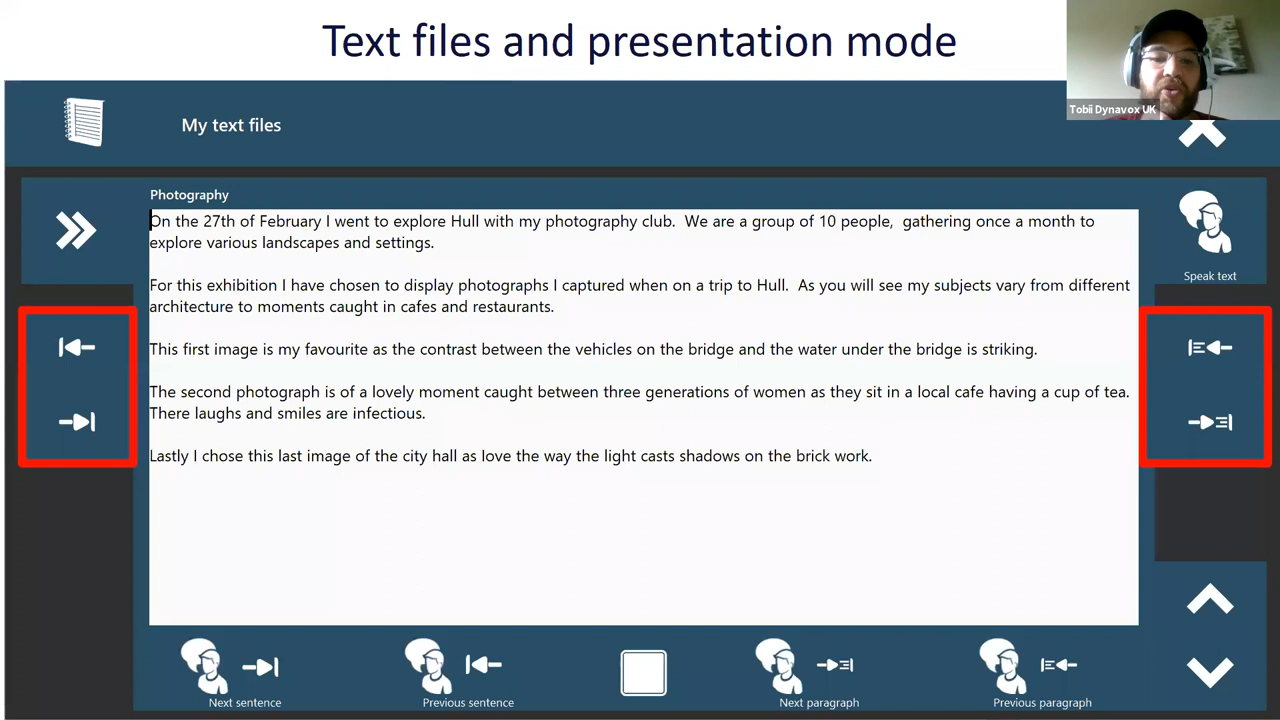 Text files and presentation mode
Tobii Dynavox UK
My text files
Photography
On the 27th of February I went to explore Hull with my photography club.  We are a group of 10 people,  gathering once a month to
explore various landscapes and settings.
For this exhibition I have chosen to display photographs I captured when on a trip to Hull.  As you will see my subjects vary from different
architecture to moments caught in cafes and restaurants.
This first image is my favourite as the contrast between the vehicles on the bridge and the water under the bridge is striking.
The second photograph is of a lovely moment caught between three generations of women as they sit in a local cafe having a cup of tea.
There laughs and smiles are infectious.
Lastly I chose this last image of the city hall as love the way the light casts shadows on the brick work.
Speak text
Next sentence
Previous sentence
Next paragraph
Previous paragraph